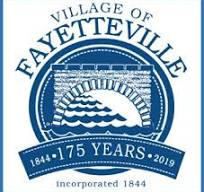 VILLAGE OF
FAYETTEVILLE
1844 • 175 YEARS • 2019
incorporated 1844